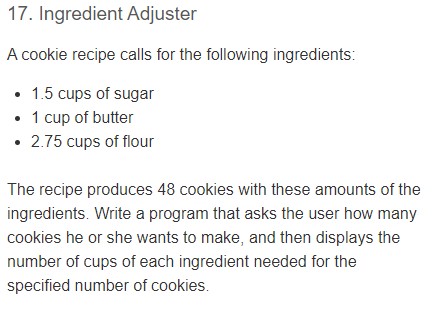 17. Ingredient Adjuster
A cookie recipe calls for the following ingredients:
• 1.5 cups of sugar
• 1 cup of butter
• 2.75 cups of flour
The recipe produces 48 cookies with these amounts of the
ingredients. Write a program that asks the user how many
cookies he or she wants to make, and then displays the
number of cups of each ingredient needed for the
specified number of cookies.